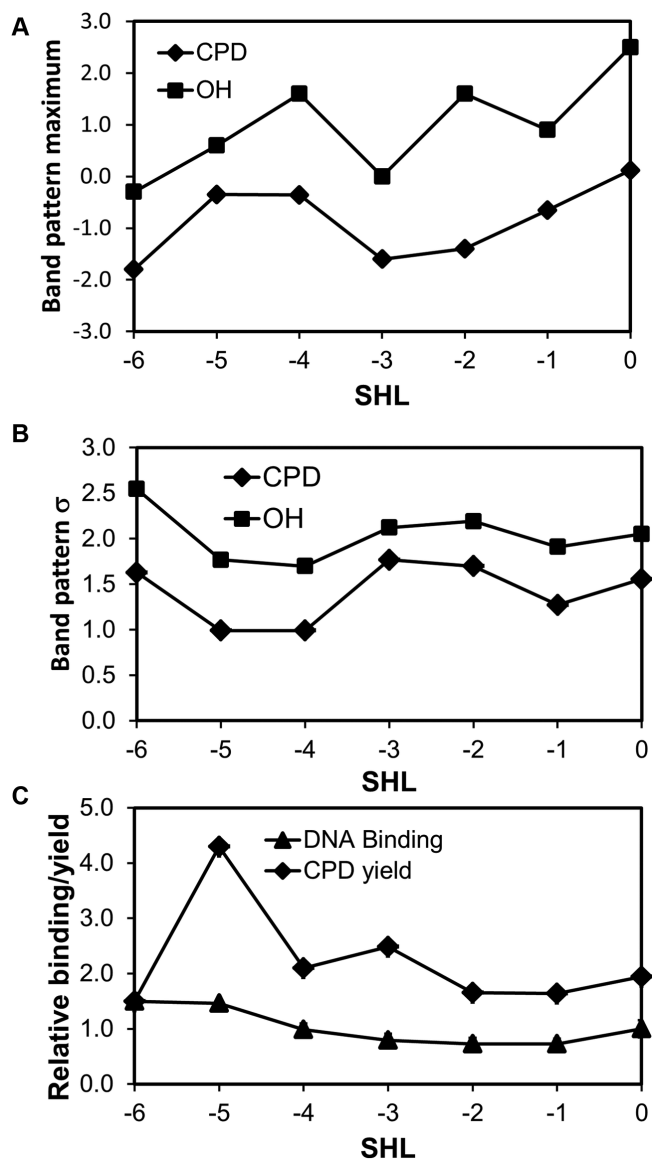 A
Band pattern maximum
3.0
2.0
1.0
0.0
-1.0
-2.0
-3.0
CPD
OH
-6 -5 -4 -3 -2 -1 0
SHL
B
Band pattern σ
3.0
2.5
2.0
1.5
1.0
0.5
0.0
CPD
OH
-6 -5 -4 -3 -2 -1 0
SHL
C
Relative binding/yield
5.0
4.0
3.0
2.0
1.0
0.0
DNA Binding
CPD yield
-6 -5 -4 -3 -2 -1 0
SHL